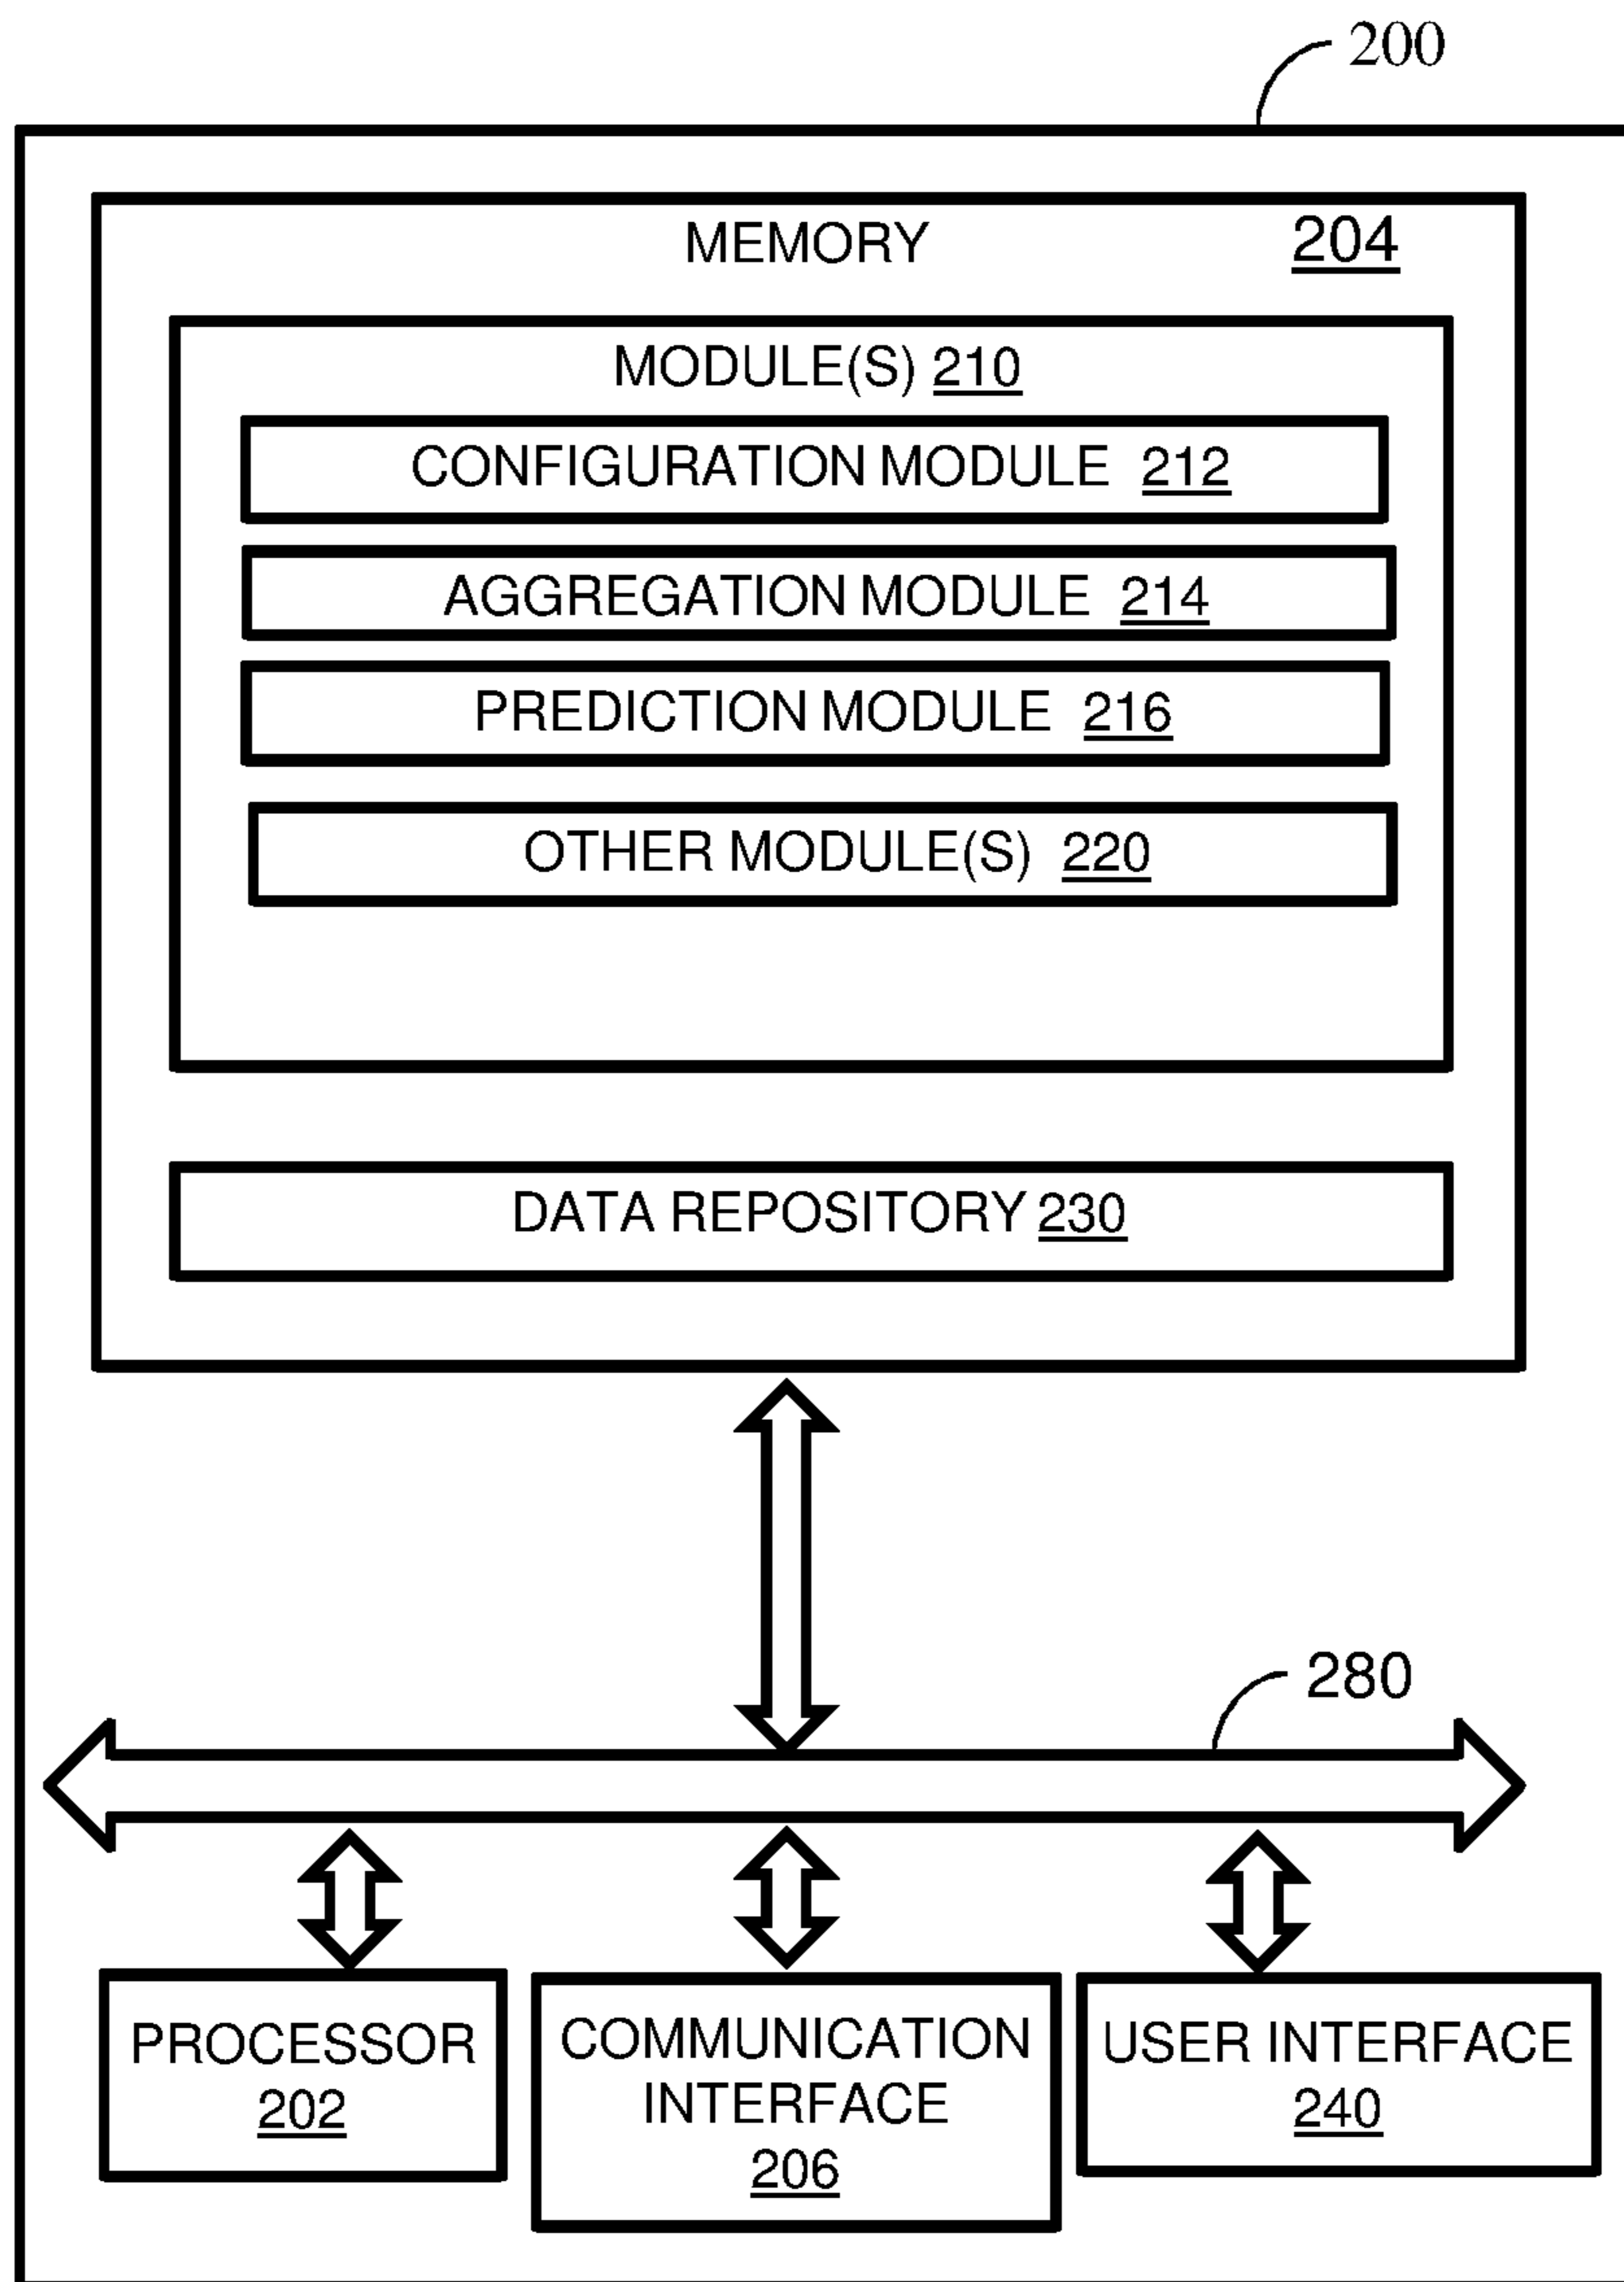 200
MEMORY 204
MODULE(S) 210
CONFIGURATION MODULE 212
AGGREGATION MODULE 214
PREDICTION MODULE 216
OTHER MODULE(S) 220
DATA REPOSITORY 230
280
PROCESSOR
202
COMMUNICATION
INTERFACE
206
USER INTERFACE
240